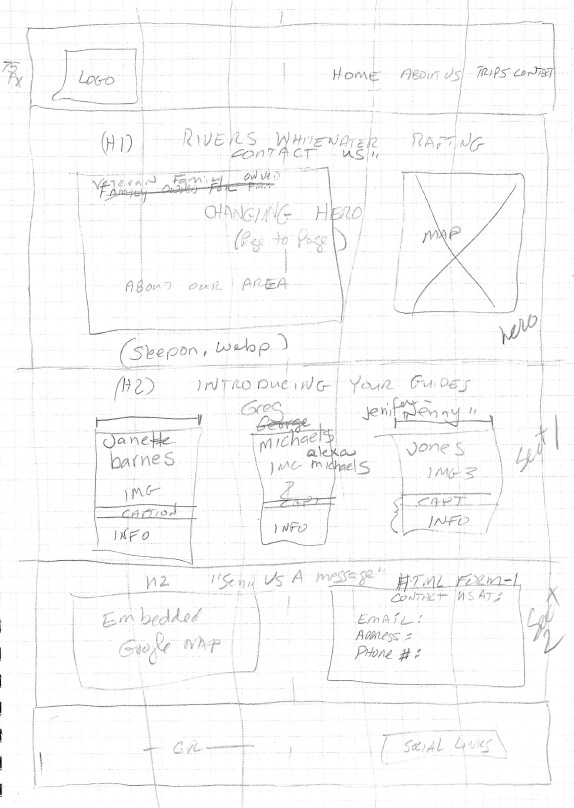 75
PX
LOGO
HOME ABOUT US TRIPS CONTACT
(H1) RIVERS WHITEWATER RAFTING
CONTACT US"
Veteran Family owned
Family owned For
CHANGING HERO
(Page to Page)
MAP
ABOUT OUR AREA
hero
(Skepon, webp)
(H2) INTRODUCING YOUR GUIDES
Greg
George
Jenifer "Jenny"
Janette
barnes
michaels
alexa
michaels
Jones
IMG
IMG
2
IMG 3
CAPTION
CAPT
CAPT
INFO
INFO
INFO
Sect 1
H2 "Send US A message" HTML FORM-1
CONTACT US AT:
Embedded
Google MAP
EMAIL:
Address:
PHONE #:
2
CR
SOCIAL LINKS